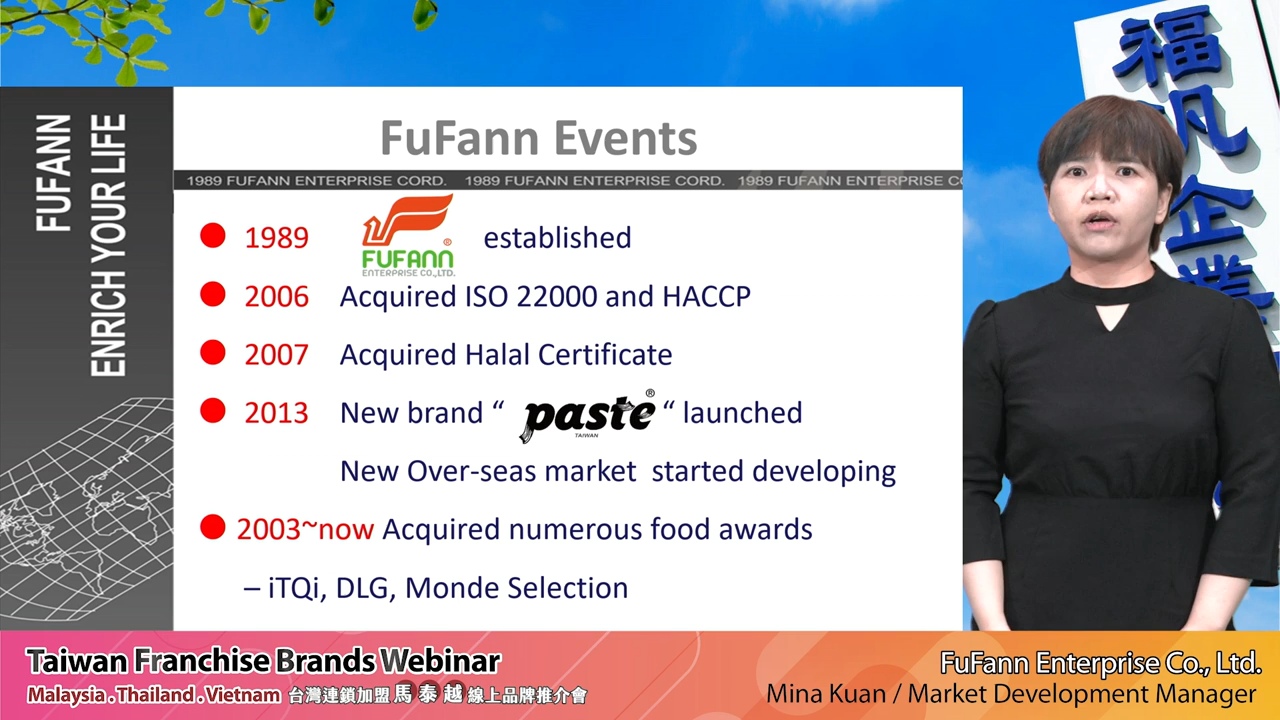 FUFANN
ENRICH YOUR LIFE
FuFann Events
1989 FUFANN ENTERPRISE CORD. 1989 FUFANN ENTERPRISE CORD. 1989 FUFANN ENTERPRISE CO
1989 FUFANN ® ENTERPRISE CO.,LTD. established
2006 Acquired ISO 22000 and HACCP
2007 Acquired Halal Certificate
2013 New brand “ paste ® TAIWAN “ launched
New Over-seas market started developing
2003~now Acquired numerous food awards
– iTQi, DLG, Monde Selection
福凡企業
Taiwan Franchise Brands Webinar
Malaysia . Thailand . Vietnam 台灣連鎖加盟馬泰越線上品牌推介會
FuFann Enterprise Co., Ltd.
Mina Kuan / Market Development Manager